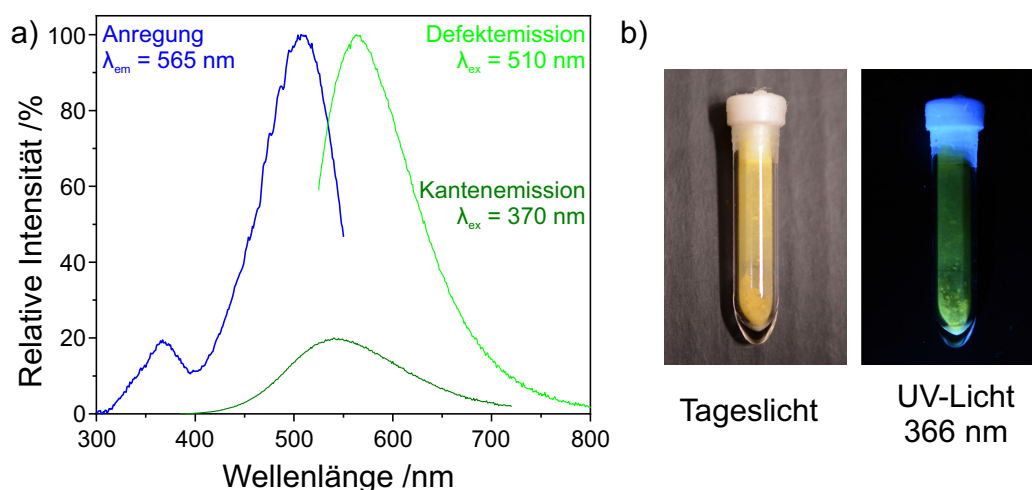 a)
Anregung
λem = 565 nm
Defektemission
λex = 510 nm
Kantenemission
λex = 370 nm
Relative Intensität /%
100
80
60
40
20
0
300
400
500
600
700
800
Wellenlänge /nm
b)
Tageslicht
UV-Licht
366 nm